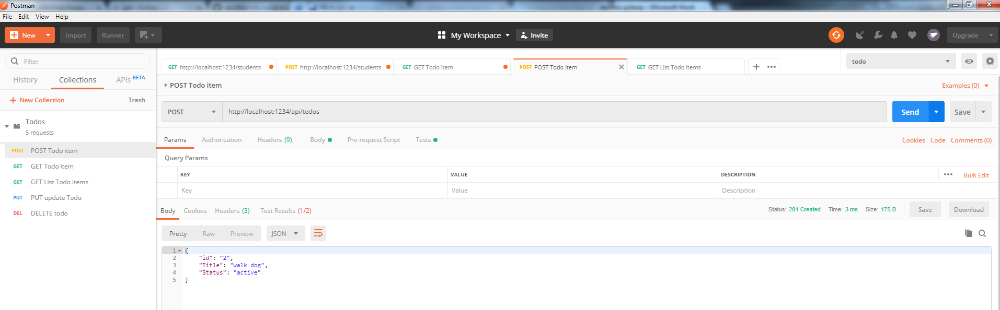 Postman
File Edit View Help
New Import Runner My Workspace Invite Upgrade
Filter
History Collections APIs BETA
New Collection Trash
Todos
5 requests
POST POST Todo item
GET GET Todo item
GET GET List Todo items
PUT PUT update Todo
DEL DELETE todo
GET http://localhost:1234/students POST http://localhost:1234/students GET GET Todo item POST POST Todo item GET GET List Todo items todo
POST Todo item Examples (0)
POST http://localhost:1234/api/todos Send Save
Params Authorization Headers (9) Body Pre-request Script Tests Cookies Code Comments (0)
Query Params
KEY VALUE DESCRIPTION Bulk Edit
Key Value Description
Body Cookies Headers (3) Test Results (1/2) Status: 201 Created Time: 3 ms Size: 175 B Save Download
Pretty Raw Preview JSON
1 {
2 "id": "2",
3 "Title": "walk dog",
4 "Status": "active"
5 }